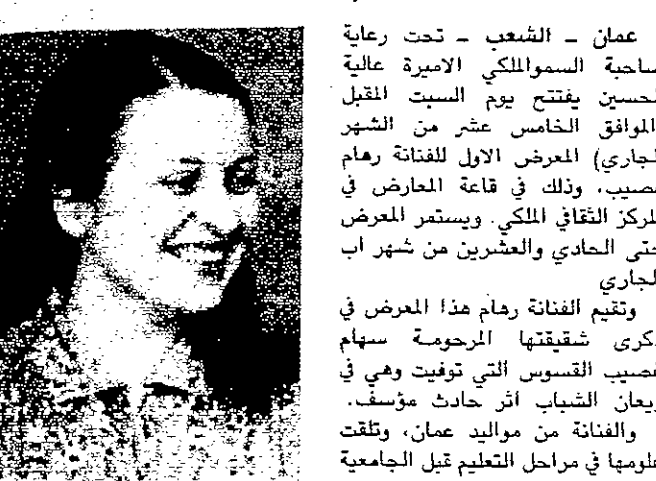 عمان ـ الشعب ـ تحت رعاية
صاحبة السمو الملكي الاميرة عالية
الحسين يفتتح يوم السبت المقبل
(الموافق الخامس عشر من الشهر
الجاري) المعرض الاول للفنانة رهام
غصيب، وذلك في قاعة المعارض في
المركز الثقافي الملكي. ويستمر المعرض
حتى الحادي والعشرين من شهر اب
الجاري
وتقيم الفنانة رهام هذا المعرض في
ذكرى شقيقتها المرحومة سهام
غصيب القسوس التي توفيت وهي في
ريعان الشباب اثر حادث مؤسف.
والفنانة من مواليد عمان، وتلقت
علومها في مراحل التعليم قبل الجامعية